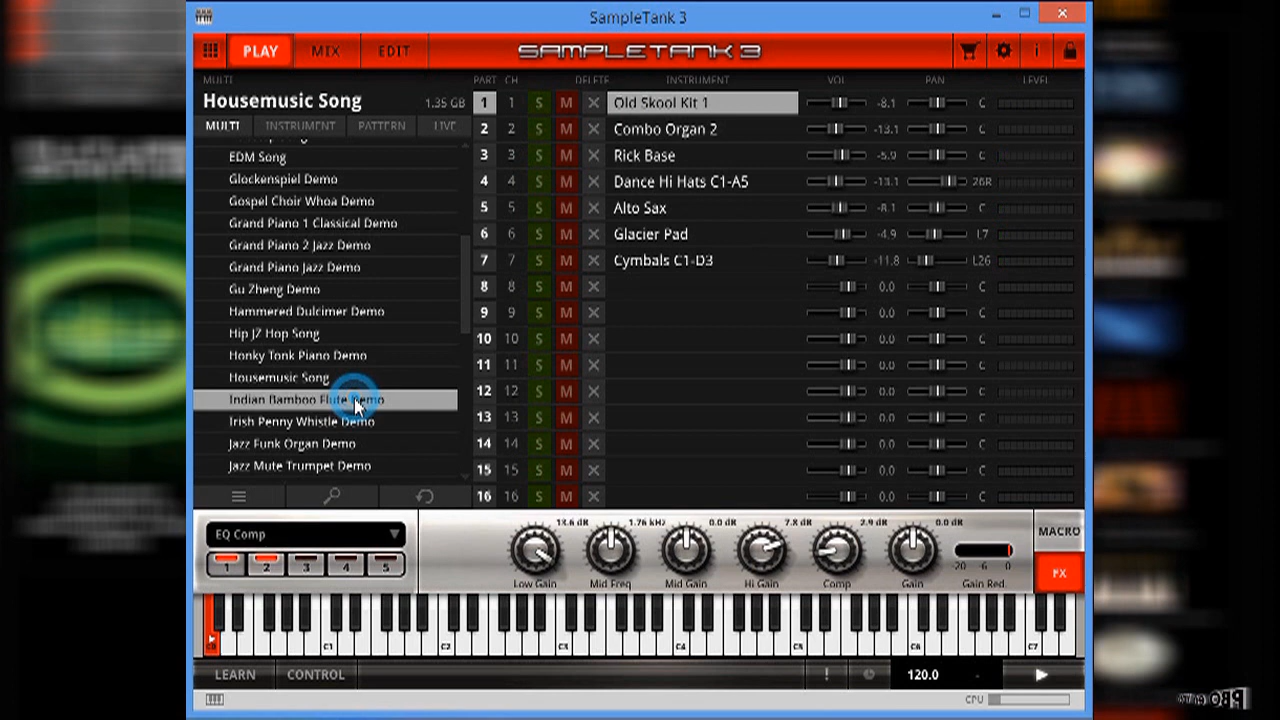 SampleTank 3
PLAY MIX EDIT SAMPLETANK 3
MULTI PART CH DELETE INSTRUMENT VOL PAN LEVEL
Housemusic Song 1.35 GB
MULTI INSTRUMENT PATTERN LIVE
EDM Song
Glockenspiel Demo
Gospel Choir Whoa Demo
Grand Piano 1 Classical Demo
Grand Piano 2 Jazz Demo
Grand Piano Jazz Demo
Gu Zheng Demo
Hammered Dulcimer Demo
Hip JZ Hop Song
Honky Tonk Piano Demo
Housemusic Song
Indian Bamboo Flute Demo
Irish Penny Whistle Demo
Jazz Funk Organ Demo
Jazz Mute Trumpet Demo
1 1 S M X Old Skool Kit 1 -8.1 C
2 2 S M X Combo Organ 2 -13.1 C
3 3 S M X Rick Base -5.9 C
4 4 S M X Dance Hi Hats C1-A5 -13.1 26R
5 5 S M X Alto Sax -8.1 C
6 6 S M X Glacier Pad -4.9 L7
7 7 S M X Cymbals C1-D3 -11.8 L26
8 8 S M X 0.0 C
9 9 S M X 0.0 C
10 10 S M X 0.0 C
11 11 S M X 0.0 C
12 12 S M X 0.0 C
13 13 S M X 0.0 C
14 14 S M X 0.0 C
15 15 S M X 0.0 C
16 16 S M X 0.0 C
EQ Comp
1 2 3 4 5
13.6 dB 1.76 kHz 0.0 dB 7.8 dB 2.9 dB 0.0 dB
Low Gain Mid Freq Mid Gain Hi Gain Comp Gain
-20 -6 0
Gain Red.
MACRO
FX
C0 C1 C2 C3 C4 C5 C6 C7
LEARN CONTROL ! 120.0 -
CPU